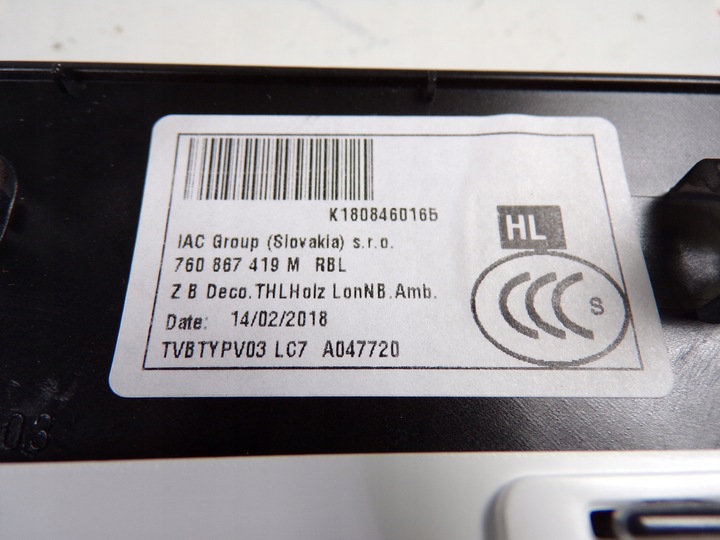 K1808460165
HL
IAC Group (Slovakia) s.r.o.
760 867 419 M RBL
Z B Deco.THLHolz LonNB.Amb.
CCC S
Date: 14/02/2018
TVBTYPV03 LC7 A047720